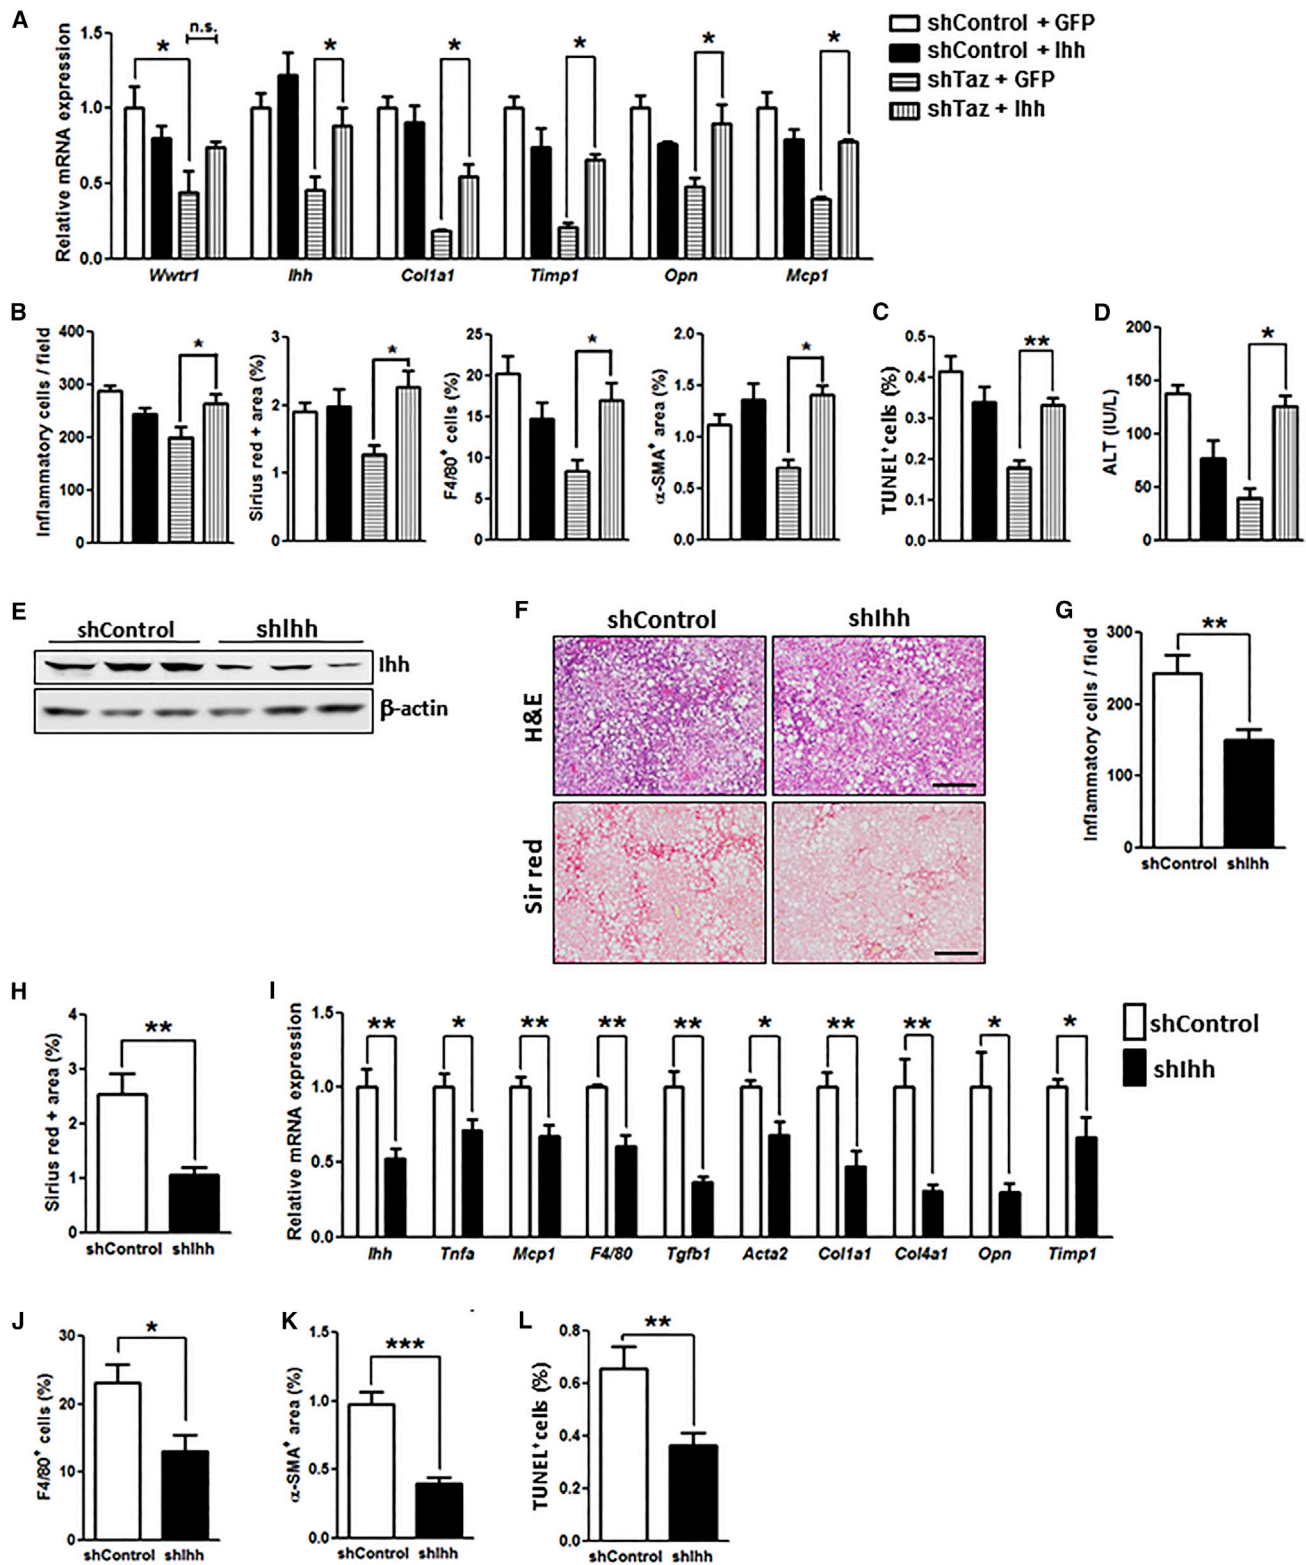 A
Relative mRNA expression
1.5
1.0
0.5
0.0
* n.s. * * * * *
Wwtr1 Ihh Col1a1 Timp1 Opn Mcp1
shControl + GFP
shControl + Ihh
shTaz + GFP
shTaz + Ihh
B
Inflammatory cells / field
400
300
200
100
0
*
Sirius red + area (%)
3
2
1
0
*
F4/80+ cells (%)
25
20
15
10
5
0
*
α-SMA+ area (%)
2.0
1.5
1.0
0.5
0.0
*
C
TUNEL+ cells (%)
0.5
0.4
0.3
0.2
0.1
0.0
**
D
ALT (IU/L)
200
150
100
50
0
*
E
shControl shIhh
Ihh
β-actin
F
shControl shIhh
H&E
Sir red
G
Inflammatory cells / field
300
200
100
0
**
shControl shIhh
H
Sirius red + area (%)
4
3
2
1
0
**
shControl shIhh
I
Relative mRNA expression
1.5
1.0
0.5
0.0
** * ** ** ** * ** ** * *
Ihh Tnfa Mcp1 F4/80 Tgfb1 Acta2 Col1a1 Col4a1 Opn Timp1
shControl
shIhh
J
F4/80+ cells (%)
30
20
10
0
*
shControl shIhh
K
α-SMA+ area (%)
1.5
1.0
0.5
0.0
***
shControl shIhh
L
TUNEL+ cells (%)
0.8
0.6
0.4
0.2
0.0
**
shControl shIhh